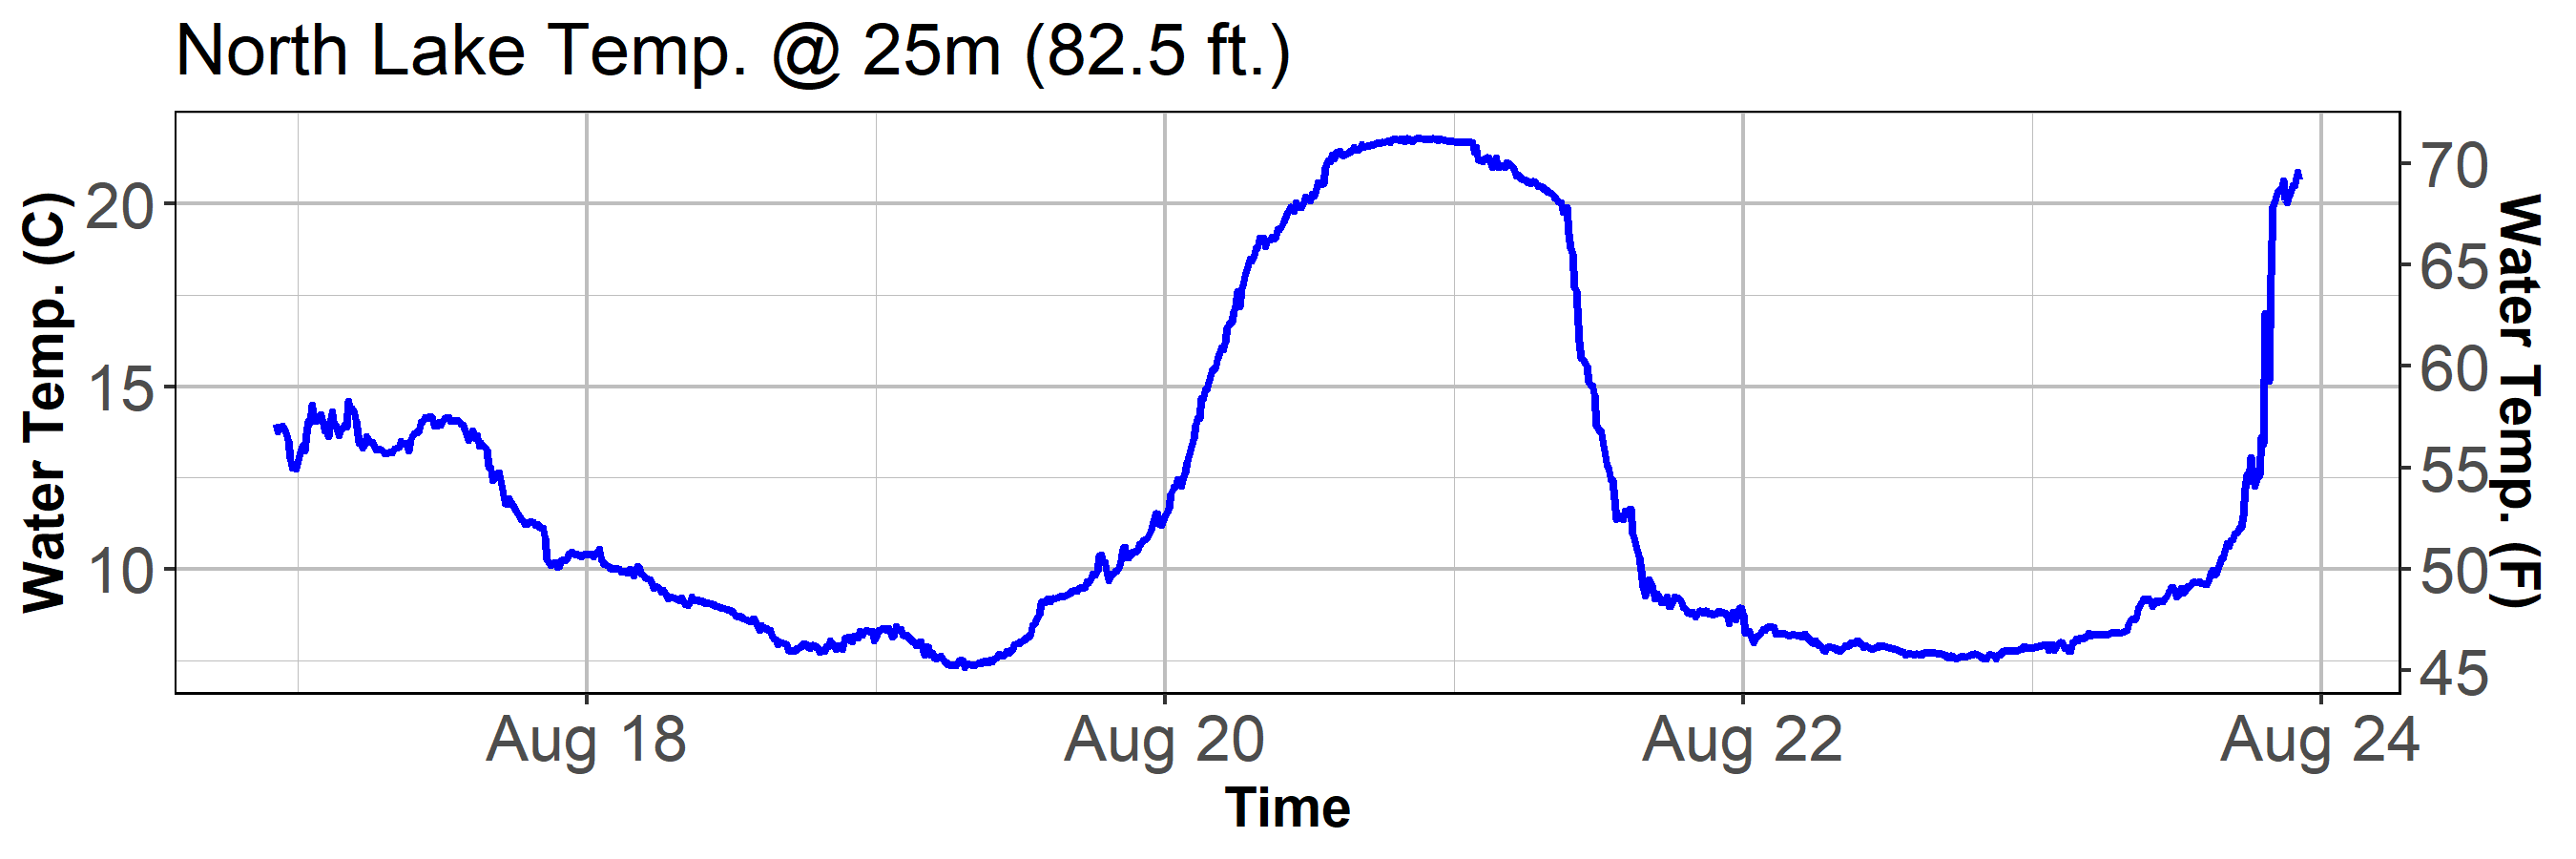 North Lake Temp. @ 25m (82.5 ft.)
Water Temp. (C)
20
15
10
70
65
60
55
50
45
Water Temp. (F)
Aug 18
Aug 20
Aug 22
Aug 24
Time